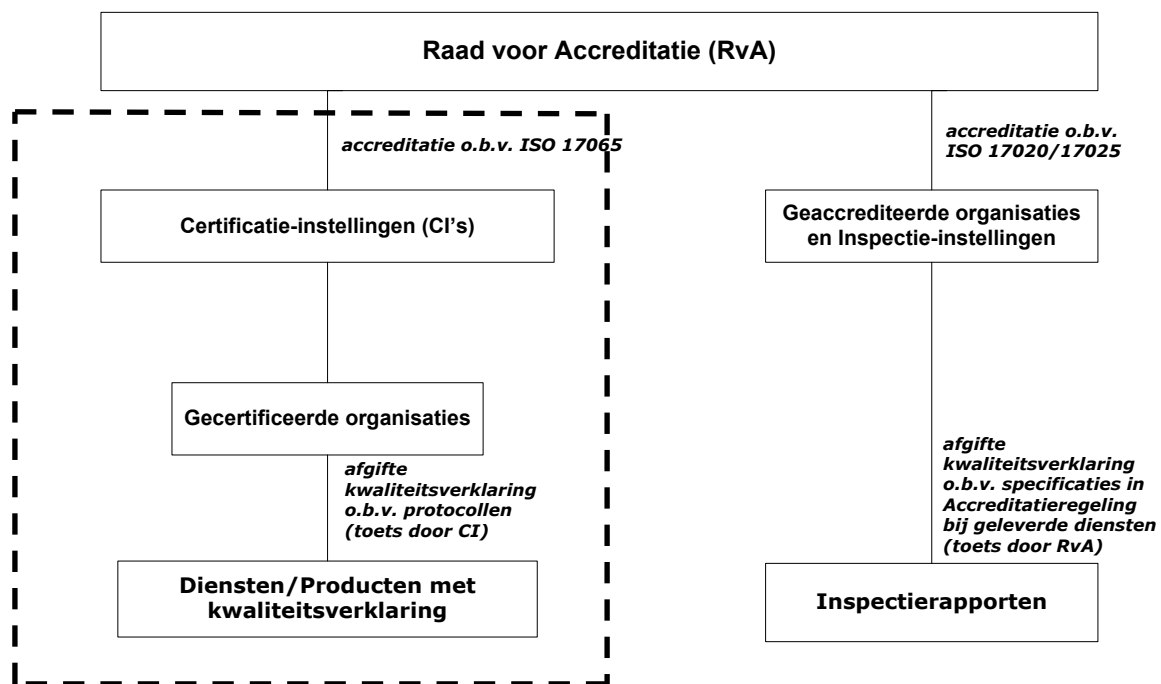 Raad voor Accreditatie (RvA)
accreditatie o.b.v. ISO 17065
Certificatie-instellingen (CI's)
Gecertificeerde organisaties
afgifte
kwaliteitsverklaring
o.b.v. protocollen
(toets door CI)
Diensten/Producten met
kwaliteitsverklaring
accreditatie o.b.v.
ISO 17020/17025
Geaccrediteerde organisaties
en Inspectie-instellingen
afgifte
kwaliteitsverklaring
o.b.v. specificaties in
Accreditatieregeling
bij geleverde diensten
(toets door RvA)
Inspectierapporten